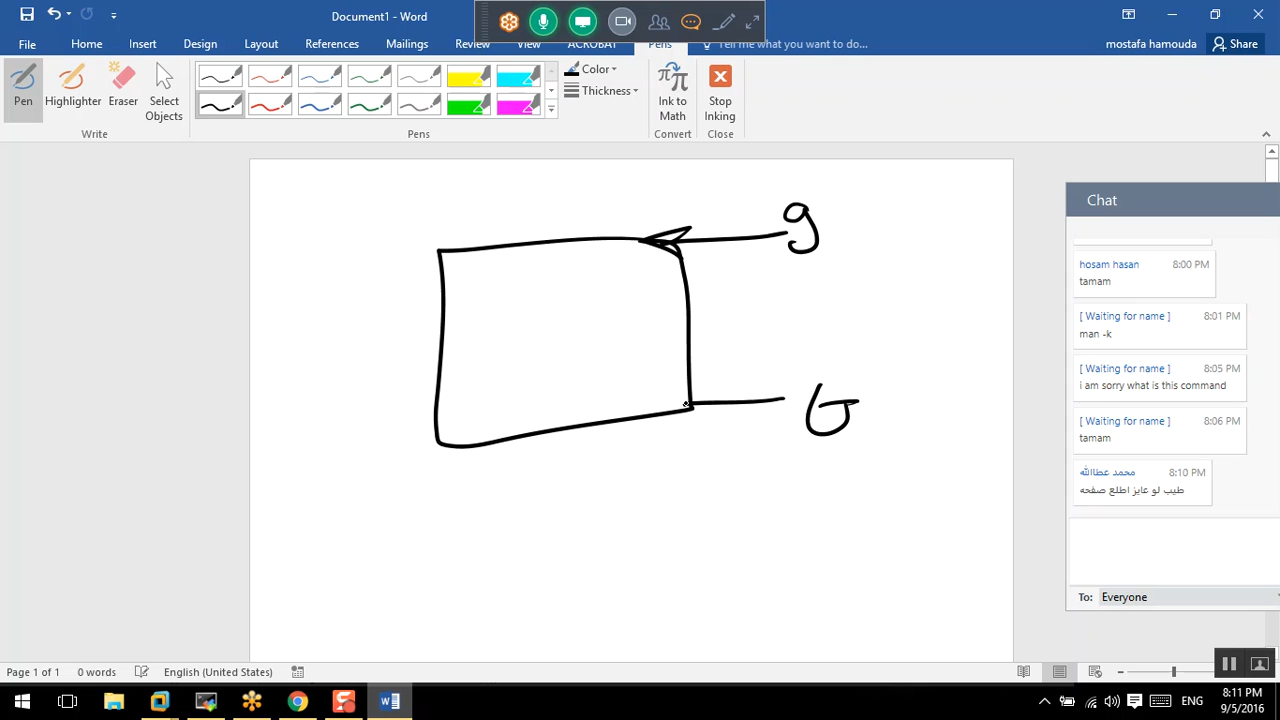 Document1 - Word
File
Home
Insert
Design
Layout
References
Mailings
Review
View
ACROBAT
Pens
Tell me what you want to do...
mostafa hamouda
Share
Pen
Highlighter
Eraser
Select Objects
Color
Thickness
Ink to Math
Stop Inking
Write
Pens
Convert
Close
g
G
Chat
hosam hasan 8:00 PM
tamam
[ Waiting for name ] 8:01 PM
man -k
[ Waiting for name ] 8:05 PM
i am sorry what is this command
[ Waiting for name ] 8:06 PM
tamam
محمد عطاالله 8:10 PM
طيب لو عايز اطلع صفحه
To: Everyone
Page 1 of 1 0 words English (United States)
ENG
8:11 PM
9/5/2016